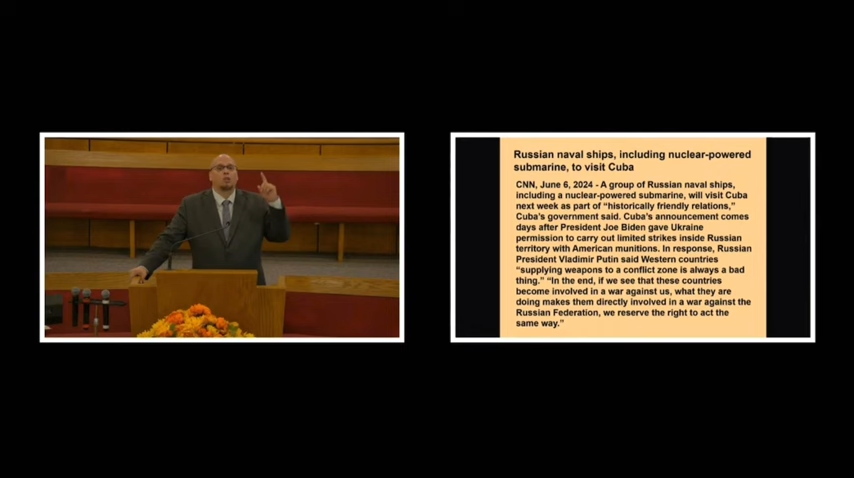 Russian naval ships, including nuclear-powered
submarine, to visit Cuba
CNN, June 6, 2024 - A group of Russian naval ships,
including a nuclear-powered submarine, will visit Cuba
next week as part of “historically friendly relations,”
Cuba’s government said. Cuba’s announcement comes
days after President Joe Biden gave Ukraine
permission to carry out limited strikes inside Russian
territory with American munitions. In response, Russian
President Vladimir Putin said Western countries
“supplying weapons to a conflict zone is always a bad
thing.” “In the end, if we see that these countries
become involved in a war against us, what they are
doing makes them directly involved in a war against the
Russian Federation, we reserve the right to act the
same way.”